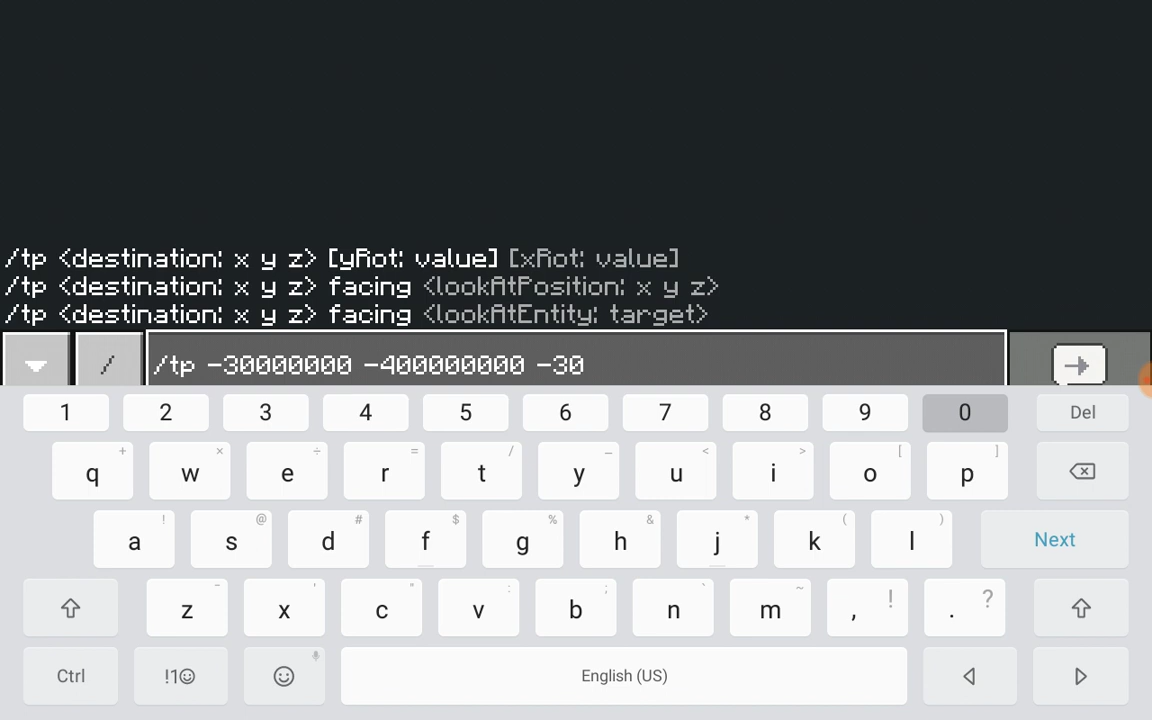 /tp <destination: x y z> [yRot: value] [xRot: value]
/tp <destination: x y z> facing <lookAtPosition: x y z>
/tp <destination: x y z> facing <lookAtEntity: target>
/ /tp -30000000 -400000000 -30
1 2 3 4 5 6 7 8 9 0 Del
+ × ÷ = / _ < > [ ]
q w e r t y u i o p
! @ # $ % & * ( )
a s d f g h j k l Next
- ' " : ; ` ~ ! ?
z x c v b n m , .
Ctrl !1☺ English (US)